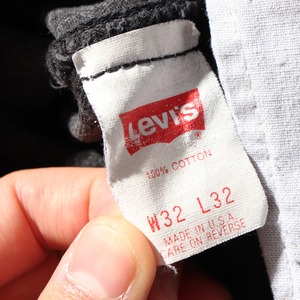 Levi's
®
100% COTTON
W32 L32
MADE IN U.S.A.
CARE ON REVERSE